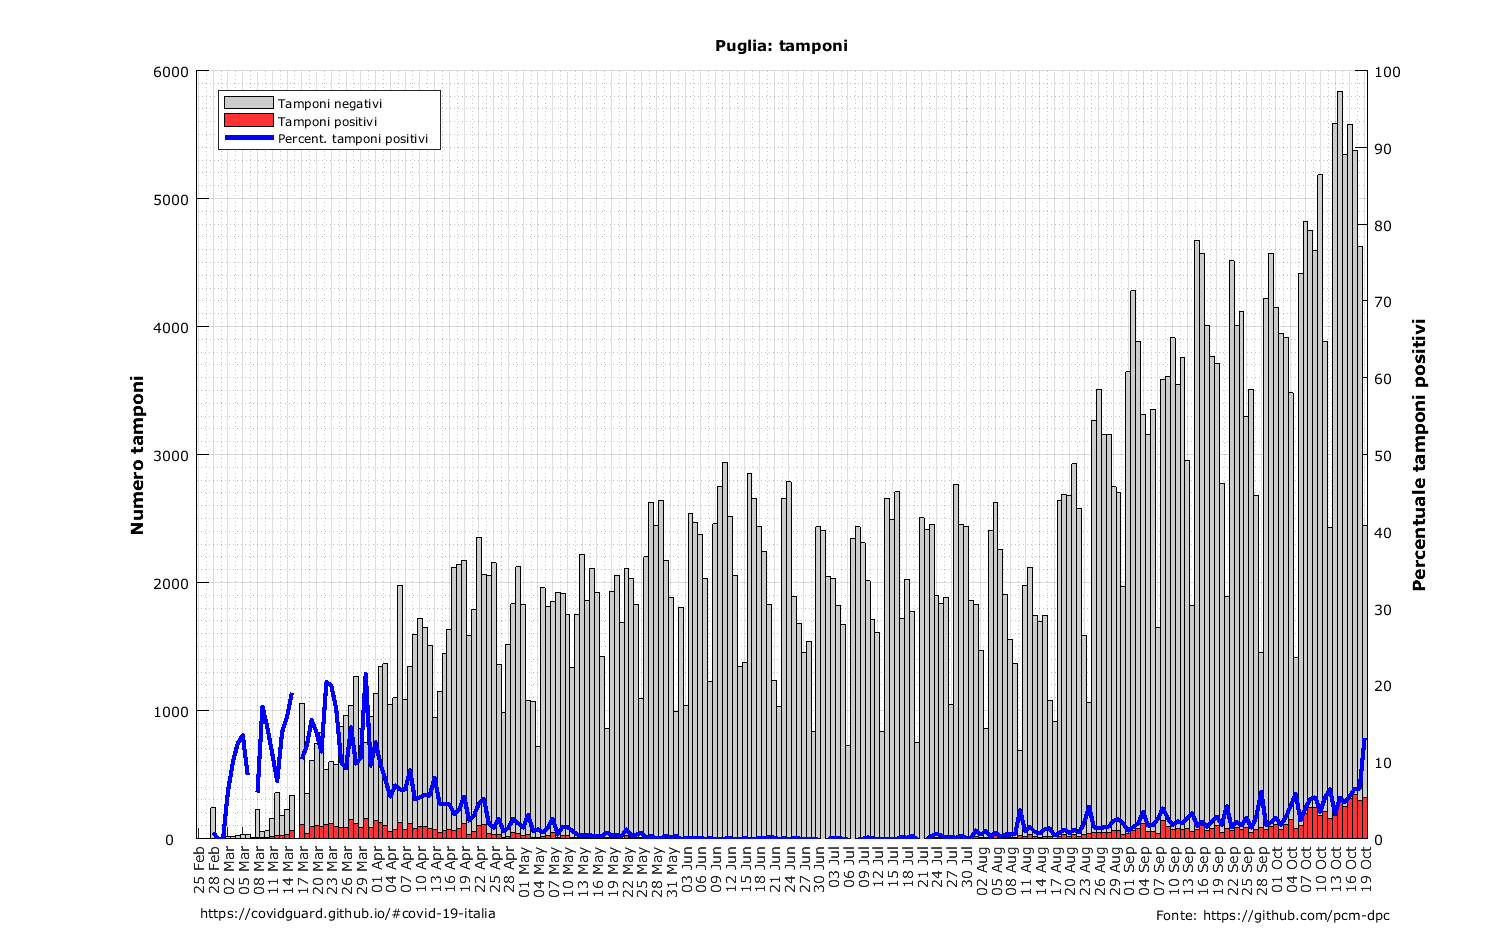 Puglia: tamponi
6000
5000
4000
3000
2000
1000
0
Numero tamponi
Tamponi negativi
Tamponi positivi
Percent. tamponi positivi
100
90
80
70
60
50
40
30
20
10
0
Percentuale tamponi positivi
25 Feb
28 Feb
02 Mar
05 Mar
08 Mar
11 Mar
14 Mar
17 Mar
20 Mar
23 Mar
26 Mar
29 Mar
01 Apr
04 Apr
07 Apr
10 Apr
13 Apr
16 Apr
19 Apr
22 Apr
25 Apr
28 Apr
01 May
04 May
07 May
10 May
13 May
16 May
19 May
22 May
25 May
28 May
31 May
03 Jun
06 Jun
09 Jun
12 Jun
15 Jun
18 Jun
21 Jun
24 Jun
27 Jun
30 Jun
03 Jul
06 Jul
09 Jul
12 Jul
15 Jul
18 Jul
21 Jul
24 Jul
27 Jul
30 Jul
02 Aug
05 Aug
08 Aug
11 Aug
14 Aug
17 Aug
20 Aug
23 Aug
26 Aug
29 Aug
01 Sep
04 Sep
07 Sep
10 Sep
13 Sep
16 Sep
19 Sep
22 Sep
25 Sep
28 Sep
01 Oct
04 Oct
07 Oct
10 Oct
13 Oct
16 Oct
19 Oct
https://covidguard.github.io/#covid-19-italia
Fonte: https://github.com/pcm-dpc